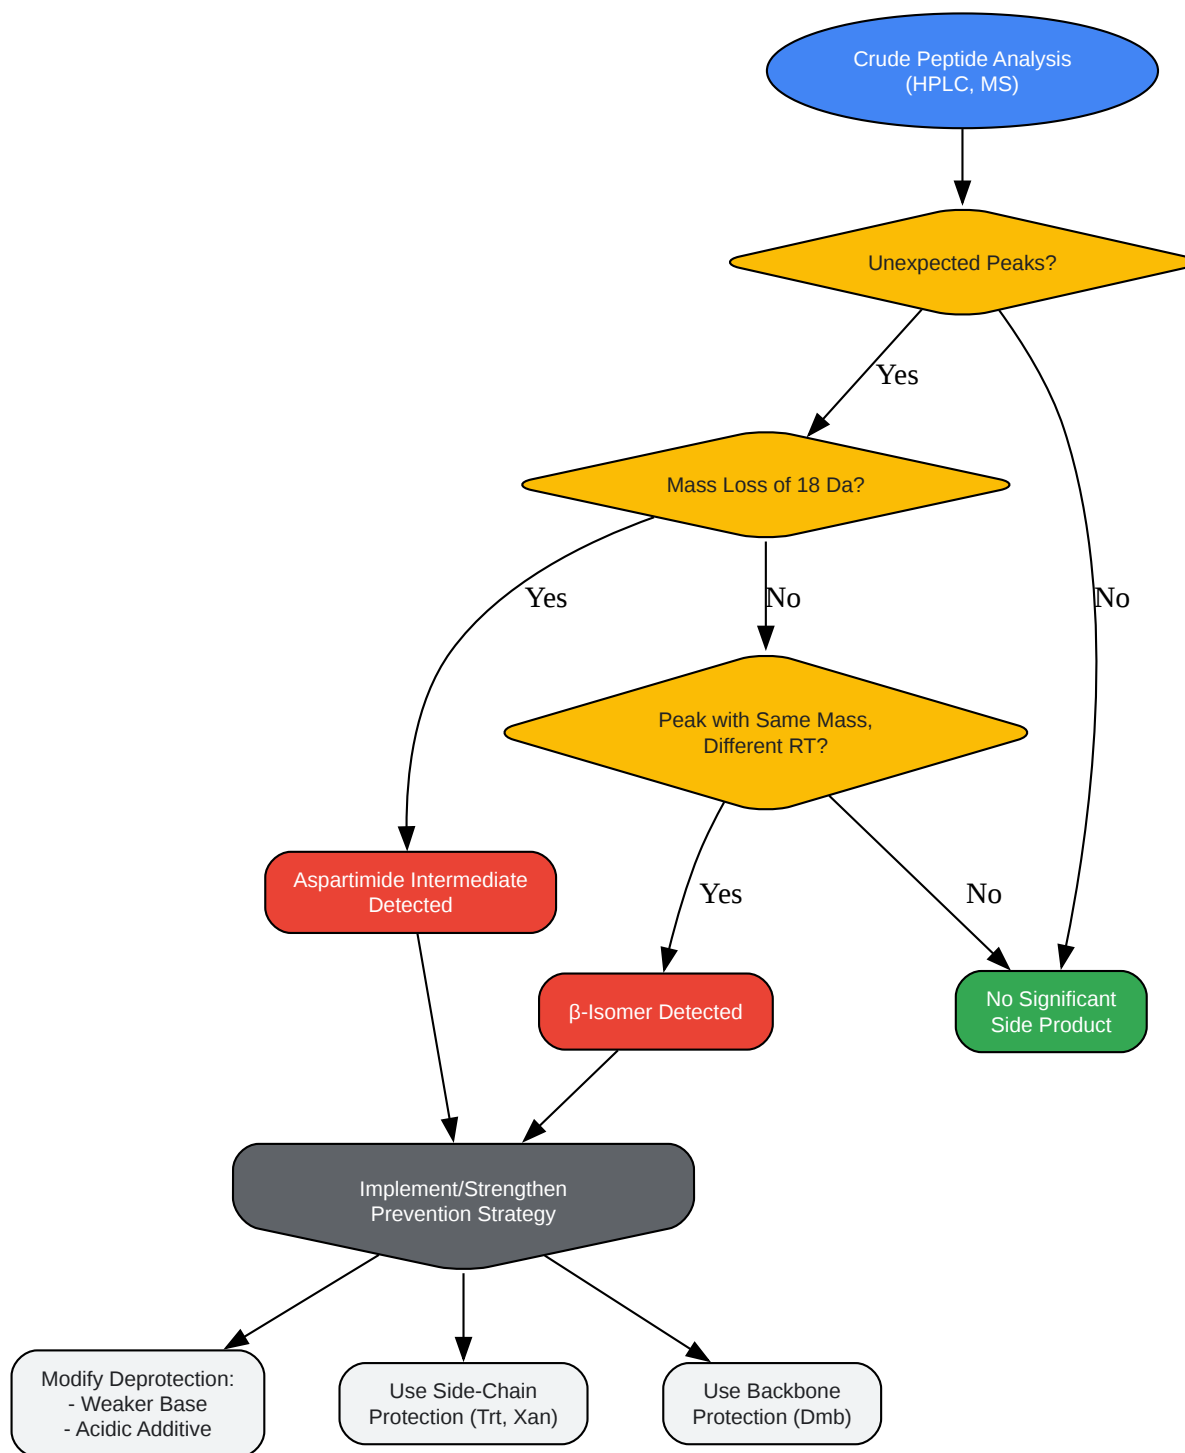 Crude Peptide Analysis
(HPLC, MS)
Unexpected Peaks?
Yes
Mass Loss of 18 Da?
Yes
No
No
Peak with Same Mass,
Different RT?
Aspartimide Intermediate
Detected
Yes
No
β-Isomer Detected
No Significant
Side Product
Implement/Strengthen
Prevention Strategy
Modify Deprotection:
- Weaker Base
- Acidic Additive
Use Side-Chain
Protection (Trt, Xan)
Use Backbone
Protection (Dmb)